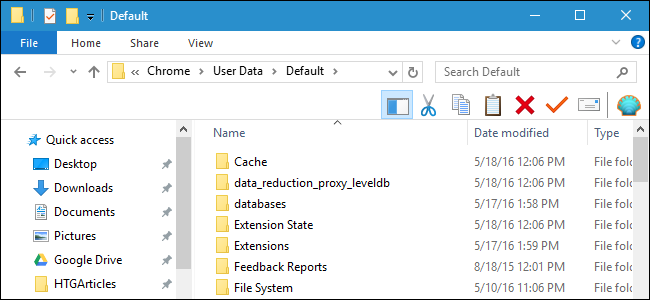 Default
File Home Share View
« Chrome User Data Default Search Default
Name Date modified Type
Quick access
Desktop
Downloads
Documents
Pictures
Google Drive
HTGArticles
Cache 5/18/16 12:06 PM File fold
data_reduction_proxy_leveldb 5/18/16 12:06 PM File fold
databases 5/17/16 1:58 PM File fold
Extension State 5/18/16 12:06 PM File fold
Extensions 5/17/16 1:59 PM File fold
Feedback Reports 8/18/15 12:01 PM File fold
File System 5/10/16 11:06 PM File fold